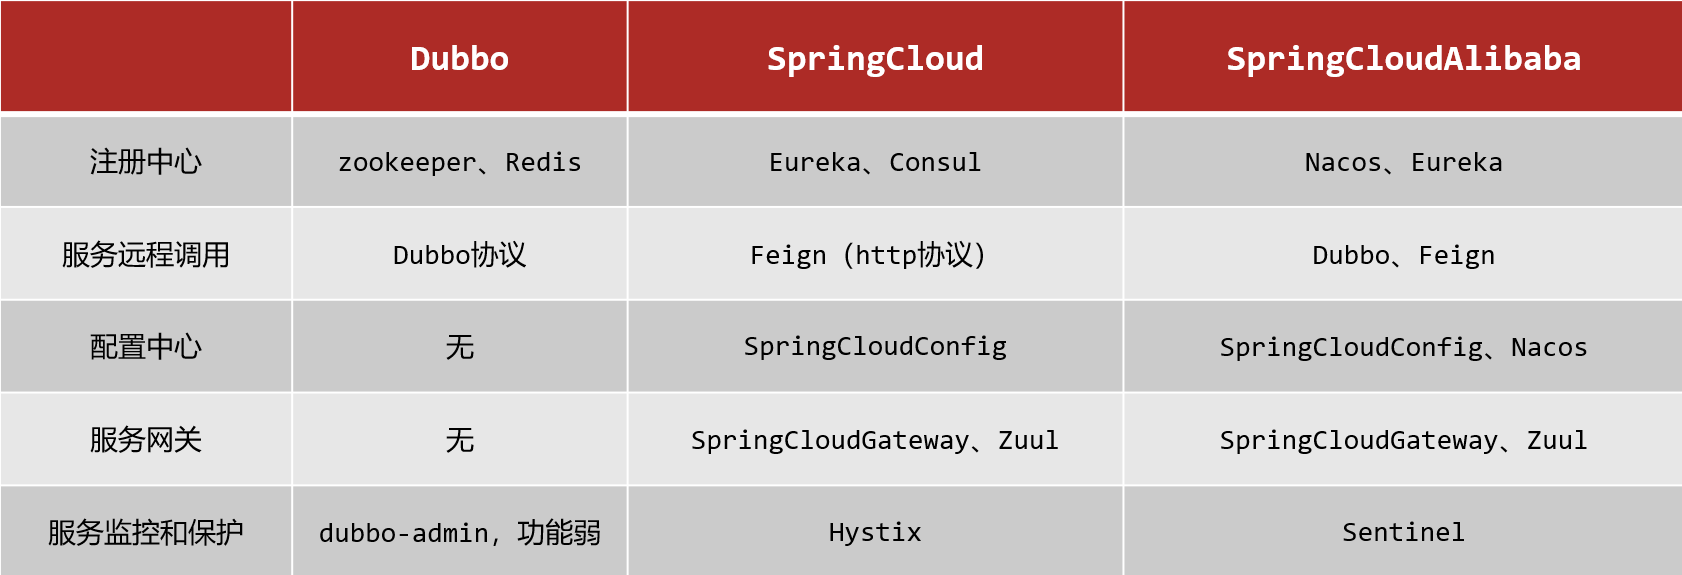 Dubbo SpringCloud SpringCloudAlibaba
注册中心 zookeeper、Redis Eureka、Consul Nacos、Eureka
服务远程调用 Dubbo协议 Feign（http协议） Dubbo、Feign
配置中心 无 SpringCloudConfig SpringCloudConfig、Nacos
服务网关 无 SpringCloudGateway、Zuul SpringCloudGateway、Zuul
服务监控和保护 dubbo-admin，功能弱 Hystix Sentinel